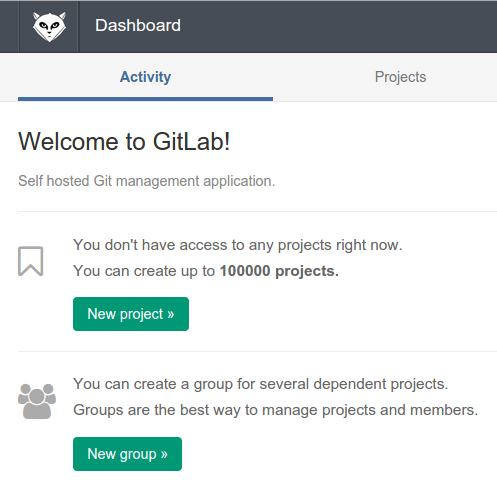 Dashboard
Activity
Projects
Welcome to GitLab!
Self hosted Git management application.
You don't have access to any projects right now.
You can create up to 100000 projects.
New project »
You can create a group for several dependent projects.
Groups are the best way to manage projects and members.
New group »